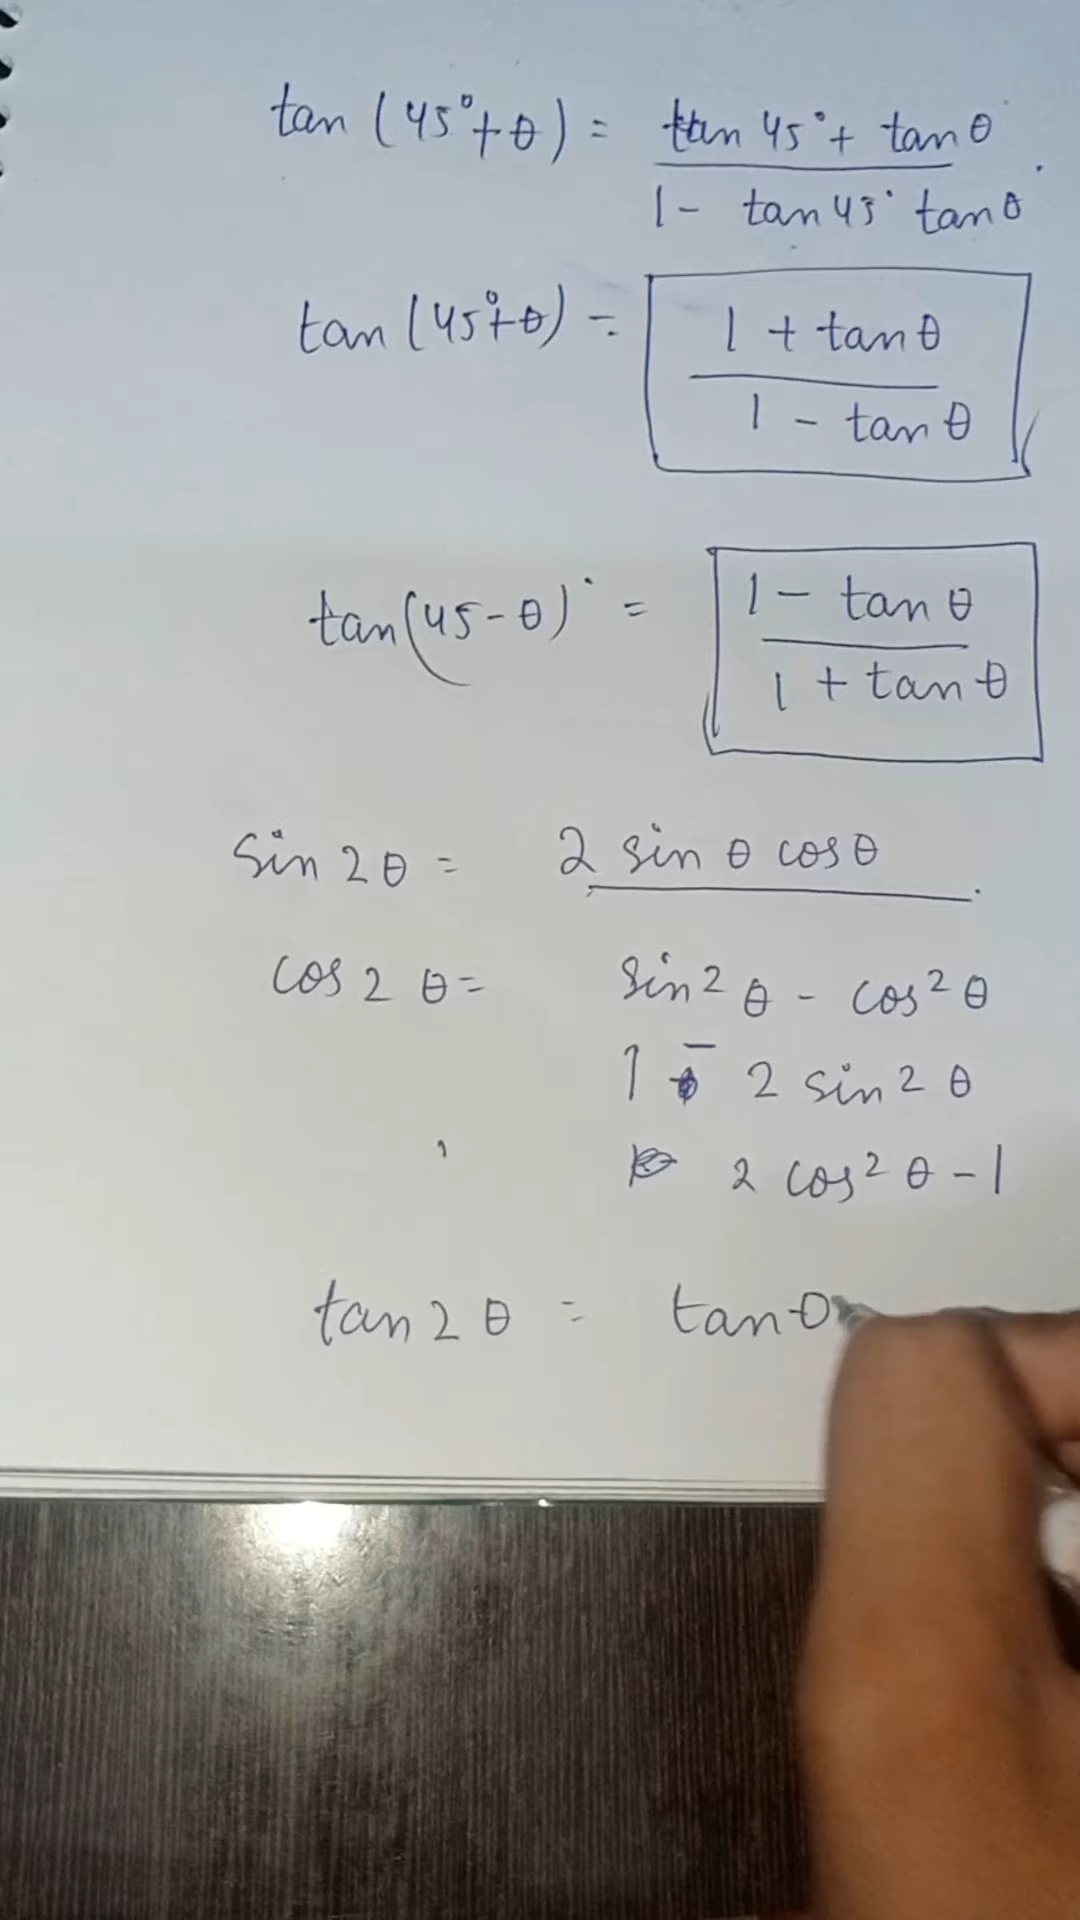 tan (45°+θ) = tan 45° + tan θ
1 - tan 45° tan θ
tan (45°+θ) = 1 + tan θ
1 - tan θ
tan (45-θ) = 1 - tan θ
1 + tan θ
sin 2θ = 2 sin θ cos θ
cos 2 θ = sin² θ - cos² θ
1 - 2 sin 2 θ
2 cos² θ - 1
tan 2 θ = tan θ